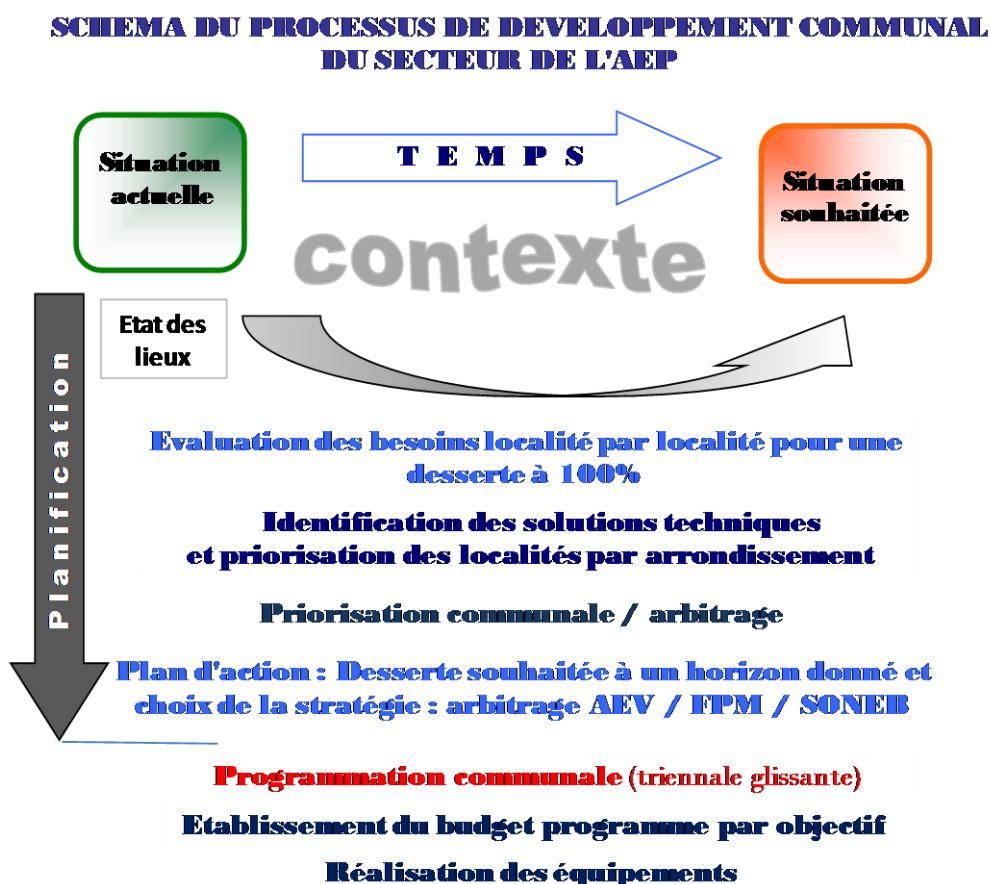 SCHEMA DU PROCESSUS DE DEVELOPPEMENT COMMUNAL
DU SECTEUR DE L'AEP
Situation
actuelle
T E M P S
Situation
souhaitée
contexte
Etat des
lieux
Planification
Evaluation des besoins localité par localité pour une
desserte à 100%
Identification des solutions techniques
et priorisation des localités par arrondissement
Priorisation communale / arbitrage
Plan d'action : Desserte souhaitée à un horizon donné et
choix de la stratégie : arbitrage AEV / FPM / SONEB
Programmation communale (triennale glissante)
Etablissement du budget programme par objectif
Réalisation des équipements